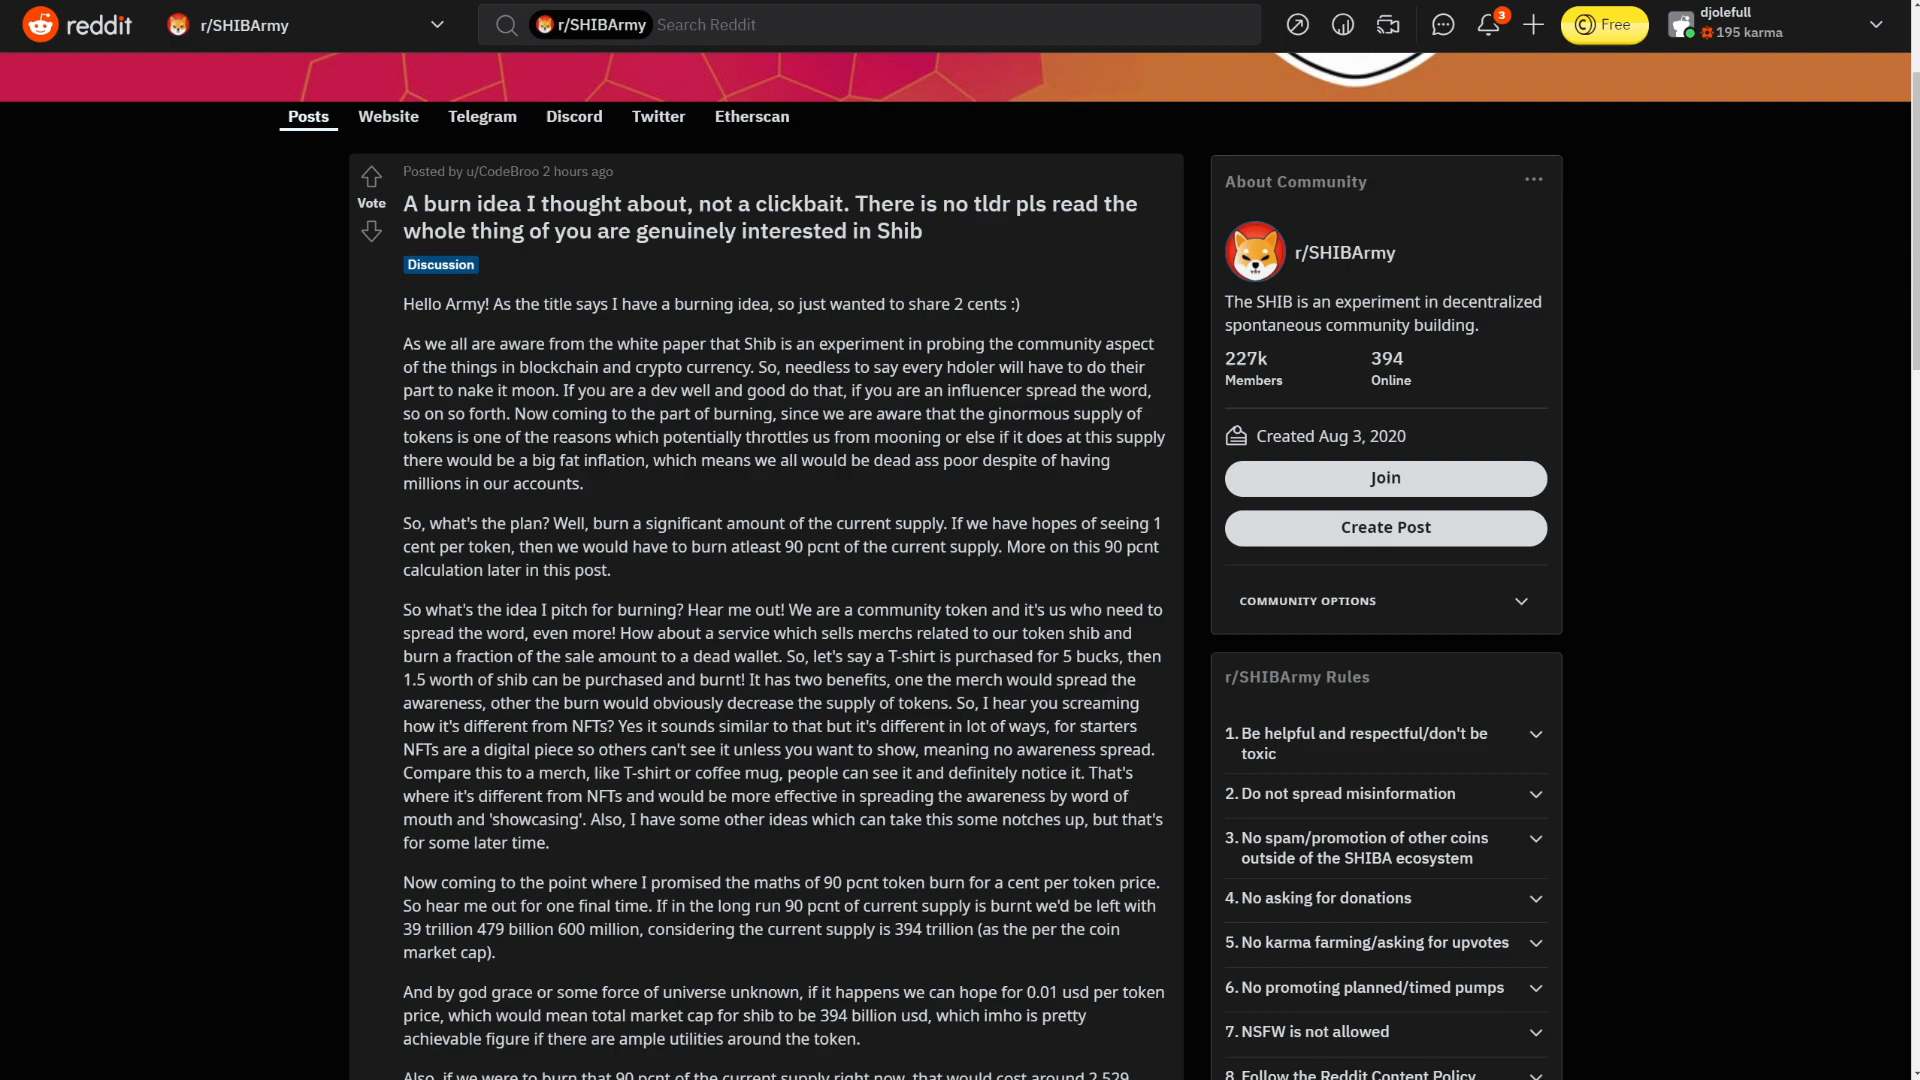 reddit
r/SHIBArmy
r/SHIBArmy Search Reddit
3
Free
djolefull
195 karma
Posts Website Telegram Discord Twitter Etherscan
Posted by u/CodeBroo 2 hours ago
Vote
A burn idea I thought about, not a clickbait. There is no tldr pls read the
whole thing of you are genuinely interested in Shib
Discussion
Hello Army! As the title says I have a burning idea, so just wanted to share 2 cents :)
As we all are aware from the white paper that Shib is an experiment in probing the community aspect
of the things in blockchain and crypto currency. So, needless to say every hdoler will have to do their
part to nake it moon. If you are a dev well and good do that, if you are an influencer spread the word,
so on so forth. Now coming to the part of burning, since we are aware that the ginormous supply of
tokens is one of the reasons which potentially throttles us from mooning or else if it does at this supply
there would be a big fat inflation, which means we all would be dead ass poor despite of having
millions in our accounts.
So, what's the plan? Well, burn a significant amount of the current supply. If we have hopes of seeing 1
cent per token, then we would have to burn atleast 90 pcnt of the current supply. More on this 90 pcnt
calculation later in this post.
So what's the idea I pitch for burning? Hear me out! We are a community token and it's us who need to
spread the word, even more! How about a service which sells merchs related to our token shib and
burn a fraction of the sale amount to a dead wallet. So, let's say a T-shirt is purchased for 5 bucks, then
1.5 worth of shib can be purchased and burnt! It has two benefits, one the merch would spread the
awareness, other the burn would obviously decrease the supply of tokens. So, I hear you screaming
how it's different from NFTs? Yes it sounds similar to that but it's different in lot of ways, for starters
NFTs are a digital piece so others can't see it unless you want to show, meaning no awareness spread.
Compare this to a merch, like T-shirt or coffee mug, people can see it and definitely notice it. That's
where it's different from NFTs and would be more effective in spreading the awareness by word of
mouth and 'showcasing'. Also, I have some other ideas which can take this some notches up, but that's
for some later time.
Now coming to the point where I promised the maths of 90 pcnt token burn for a cent per token price.
So hear me out for one final time. If in the long run 90 pcnt of current supply is burnt we'd be left with
39 trillion 479 billion 600 million, considering the current supply is 394 trillion (as the per the coin
market cap).
And by god grace or some force of universe unknown, if it happens we can hope for 0.01 usd per token
price, which would mean total market cap for shib to be 394 billion usd, which imho is pretty
achievable figure if there are ample utilities around the token.
Also, if we were to burn that 90 pcnt of the current supply right now, that would cost around 2,529
About Community
r/SHIBArmy
The SHIB is an experiment in decentralized
spontaneous community building.
227k 394
Members Online
Created Aug 3, 2020
Join
Create Post
COMMUNITY OPTIONS
r/SHIBArmy Rules
1. Be helpful and respectful/don't be
toxic
2. Do not spread misinformation
3. No spam/promotion of other coins
outside of the SHIBA ecosystem
4. No asking for donations
5. No karma farming/asking for upvotes
6. No promoting planned/timed pumps
7. NSFW is not allowed
8. Follow the Reddit Content Policy